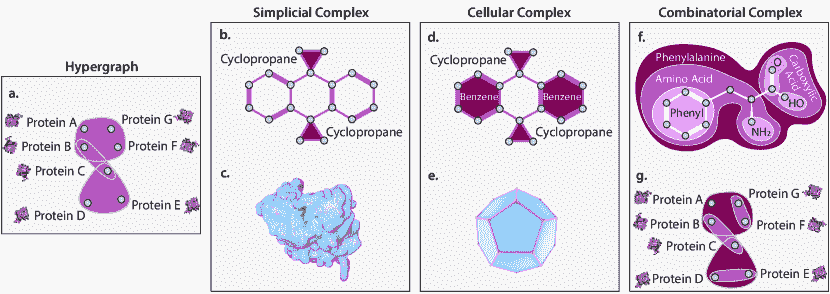 Hypergraph
a.
Protein A
Protein G
Protein B
Protein F
Protein C
Protein D
Protein E
Simplicial Complex
b.
Cyclopropane
Cyclopropane
c.
Cellular Complex
d.
Cyclopropane
Benzene
Benzene
Cyclopropane
e.
Combinatorial Complex
f.
Phenylalanine
Amino Acid
Carboxylic
Acid
O
HO
Phenyl
NH₂
g.
Protein A
Protein G
Protein B
Protein F
Protein C
Protein D
Protein E